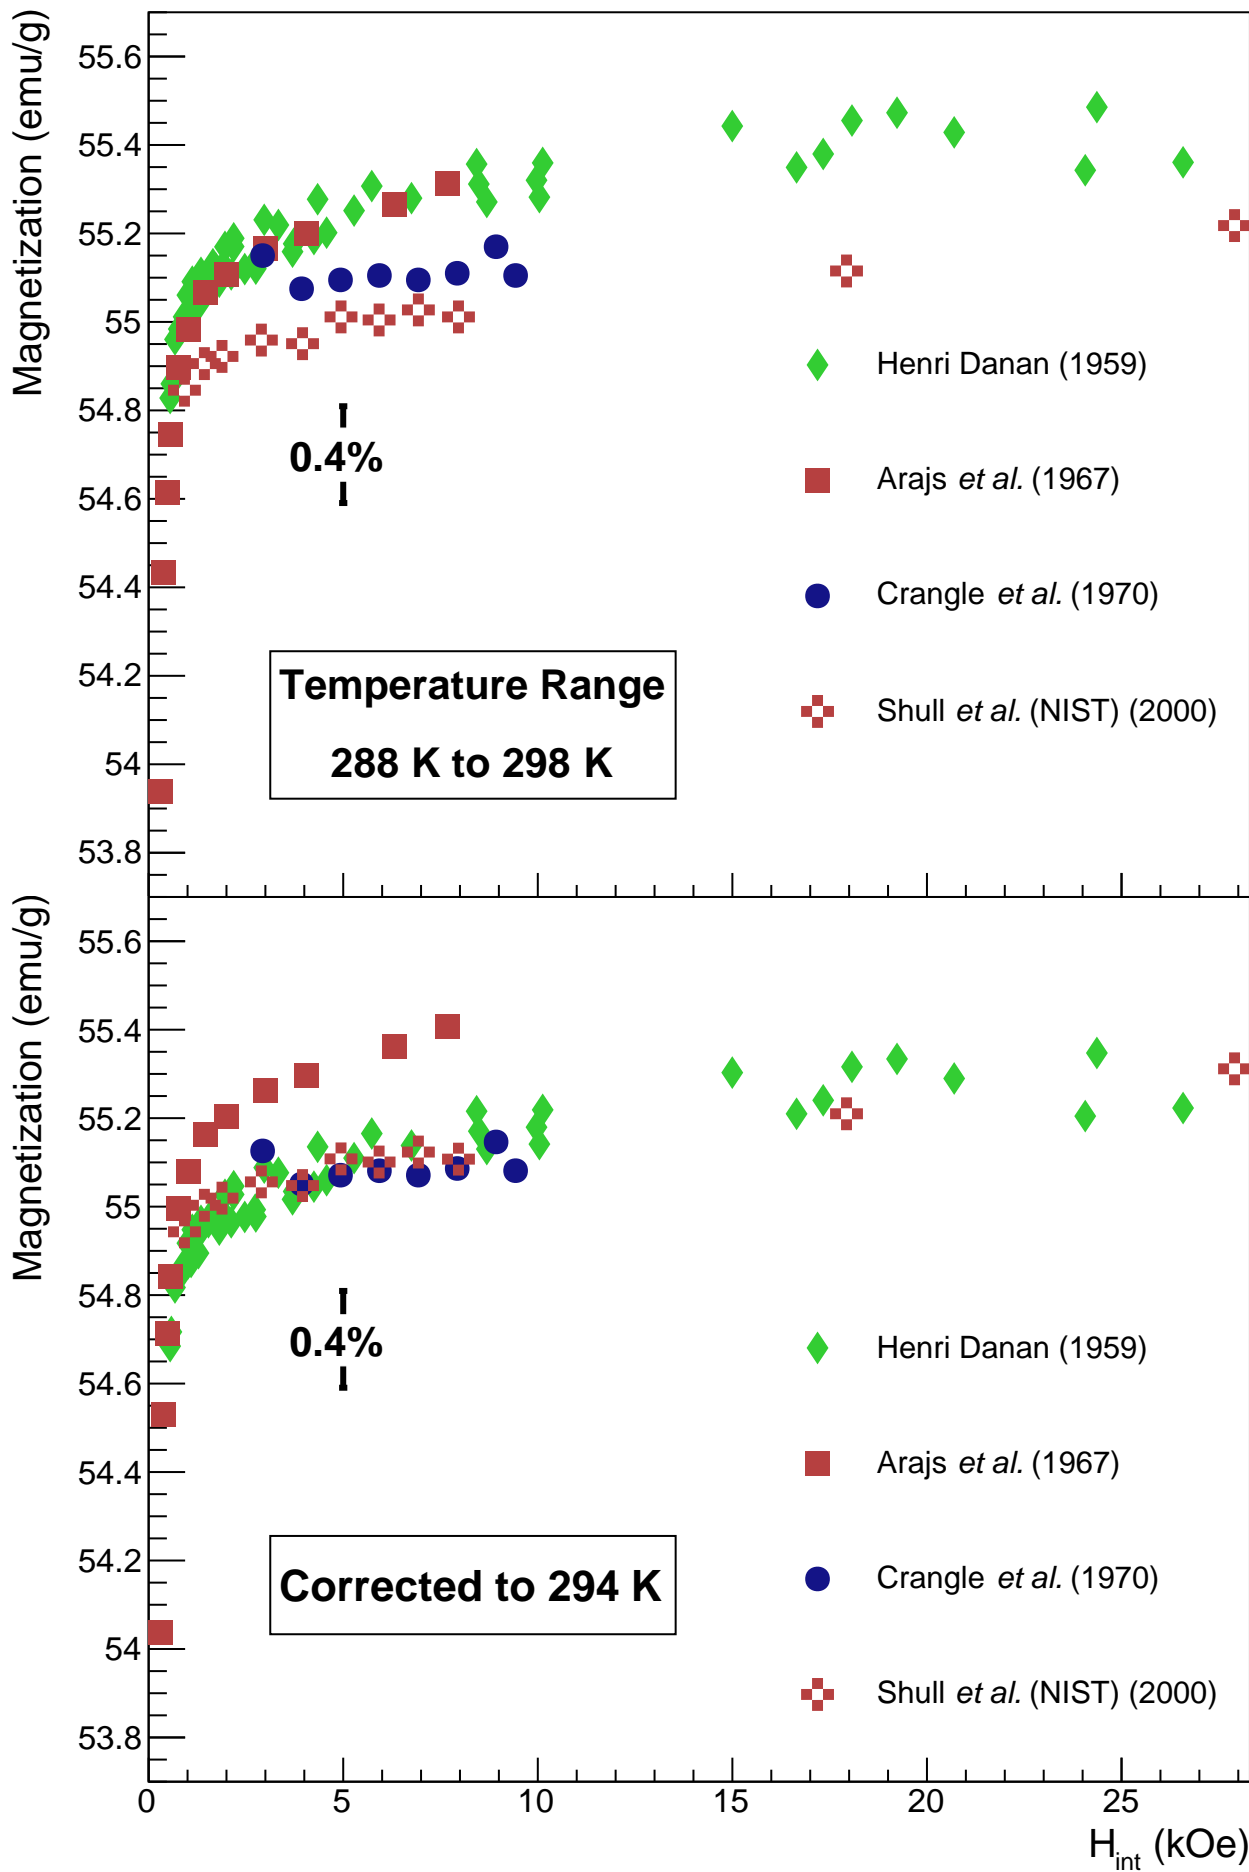 Magnetization (emu/g)
55.6
55.4
55.2
55
54.8
54.6
54.4
54.2
54
53.8
Henri Danan (1959)
Arajs et al. (1967)
Crangle et al. (1970)
Shull et al. (NIST) (2000)
0.4%
Temperature Range
288 K to 298 K
Magnetization (emu/g)
55.6
55.4
55.2
55
54.8
54.6
54.4
54.2
54
53.8
0.4%
Henri Danan (1959)
Arajs et al. (1967)
Crangle et al. (1970)
Shull et al. (NIST) (2000)
Corrected to 294 K
0 5 10 15 20 25
H_int (kOe)